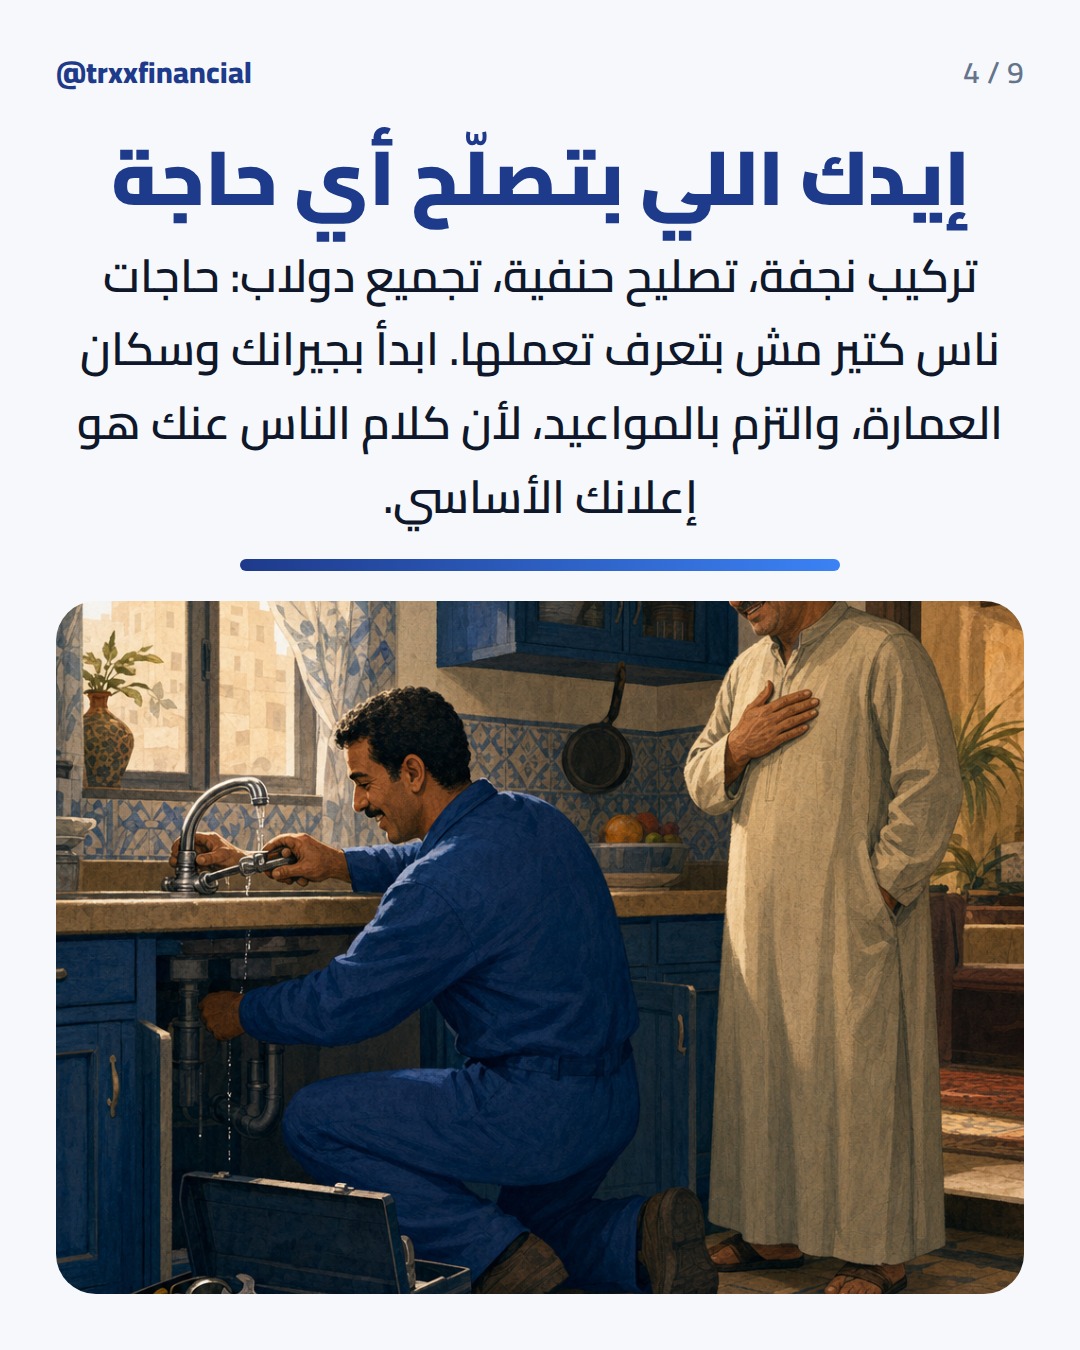 @trxxfinancial
4 / 9
إيدك اللي بتصلّح أي حاجة
تركيب نجفة، تصليح حنفية، تجميع دولاب: حاجات
ناس كتير مش بتعرف تعملها. ابدأ بجيرانك وسكان
العمارة، والتزم بالمواعيد، لأن كلام الناس عنك هو
إعلانك الأساسي.